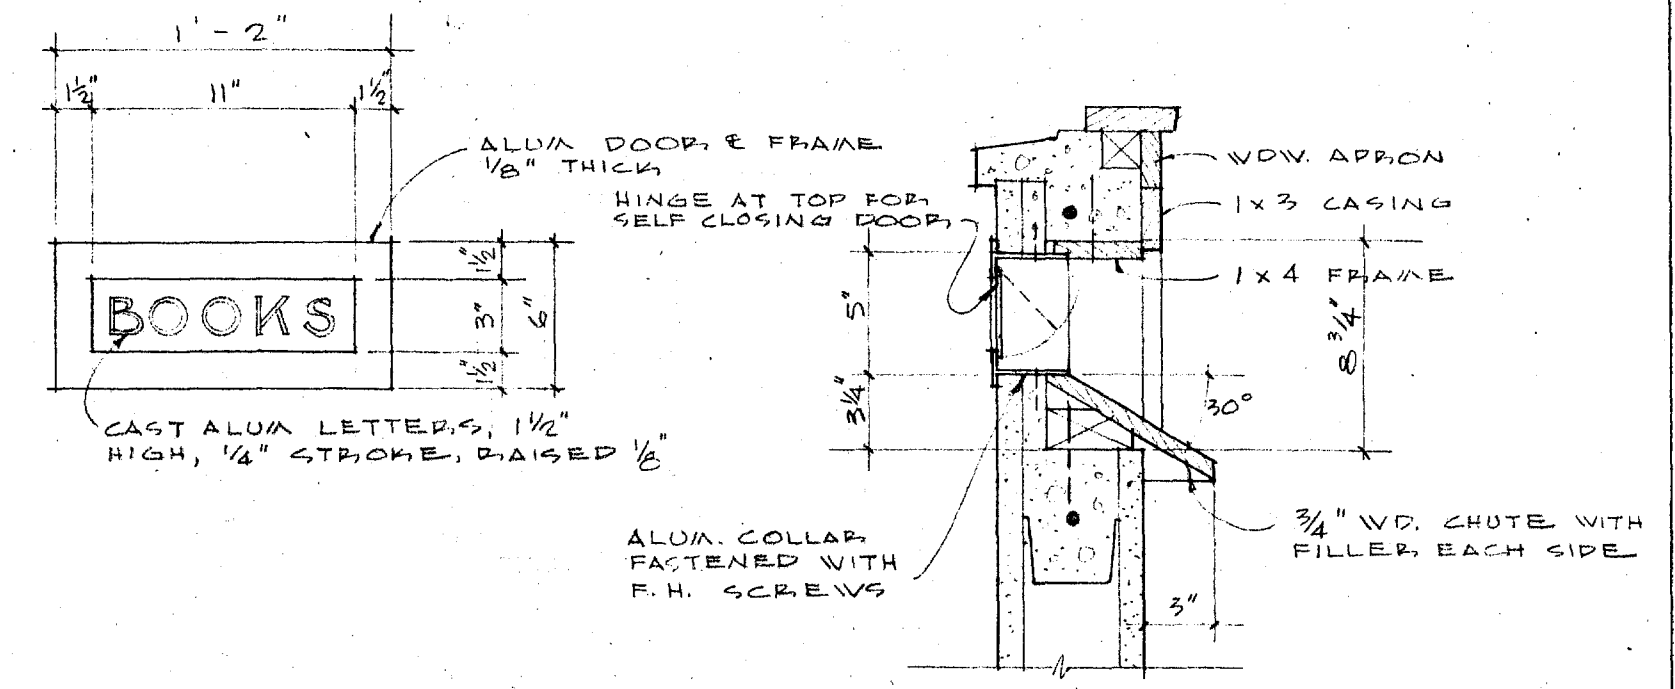 1'-2"
1½" 11" 1½"
ALUM DOOR & FRAME
⅛" THICK
HINGE AT TOP FOR
SELF CLOSING DOOR
BOOKS
1½"
3"
1½"
6"
CAST ALUM LETTERS, 1½"
HIGH, ¼" STROKE, RAISED ⅛"
WDW. APRON
1x3 CASING
1x4 FRAME
5"
3¼"
8¾"
30°
ALUM. COLLAR
FASTENED WITH
F.H. SCREWS
¾" WD. CHUTE WITH
FILLER EACH SIDE
3"